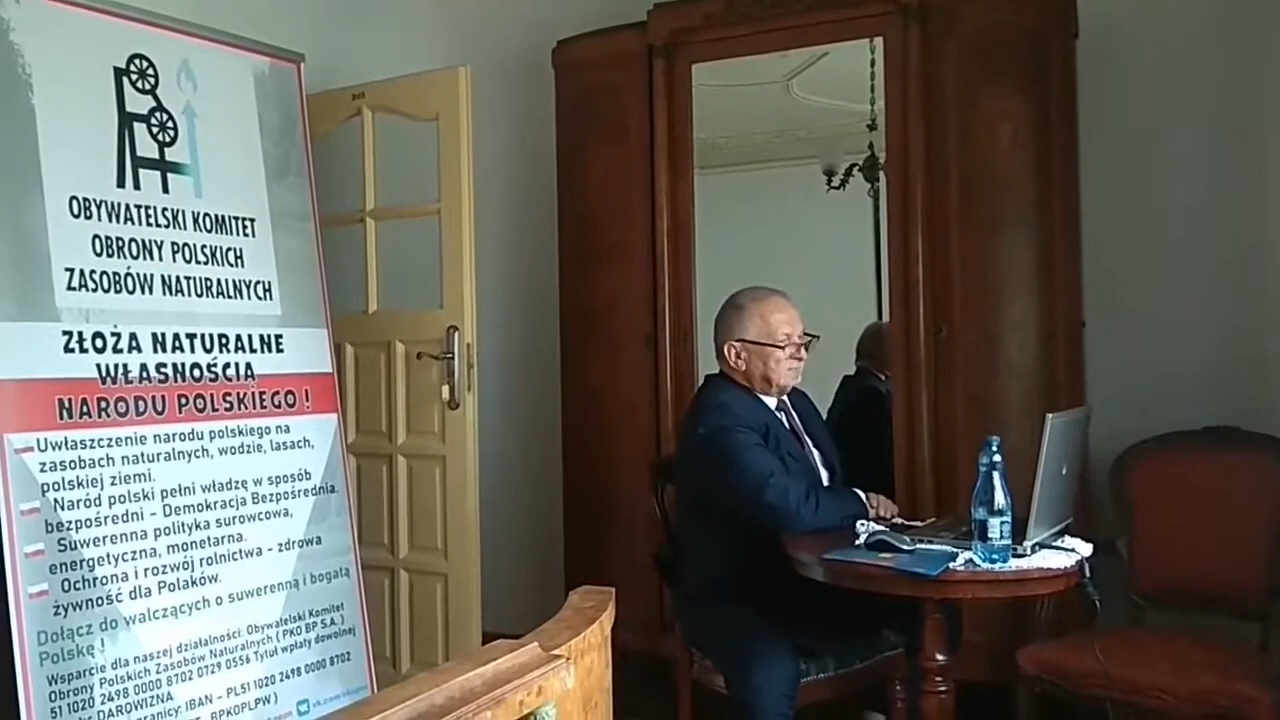 OBYWATELSKI KOMITET
OBRONY POLSKICH
ZASOBÓW NATURALNYCH
ZŁOŻA NATURALNE
WŁASNOŚCIĄ
NARODU POLSKIEGO !
Uwłaszczenie narodu polskiego na
zasobach naturalnych, wodzie, lasach,
polskiej ziemi.
Naród polski pełni władzę w sposób
bezpośredni - Demokracja Bezpośrednia.
Suwerenna polityka surowcowa,
energetyczna, monetarna.
Ochrona i rozwój rolnictwa - zdrowa
żywność dla Polaków.
Dołącz do walczących o suwerenną i bogatą
Polskę !
Wsparcie dla naszej działalności: Obywatelski Komitet
Obrony Polskich Zasobów Naturalnych ( PKO BP S.A. )
51 1020 2498 0000 8702 0729 0556 Tytuł wpłaty dowolnej
DAROWIZNA
IBAN - PL51 1020 2498 0000 8702
BPKOPLPW )